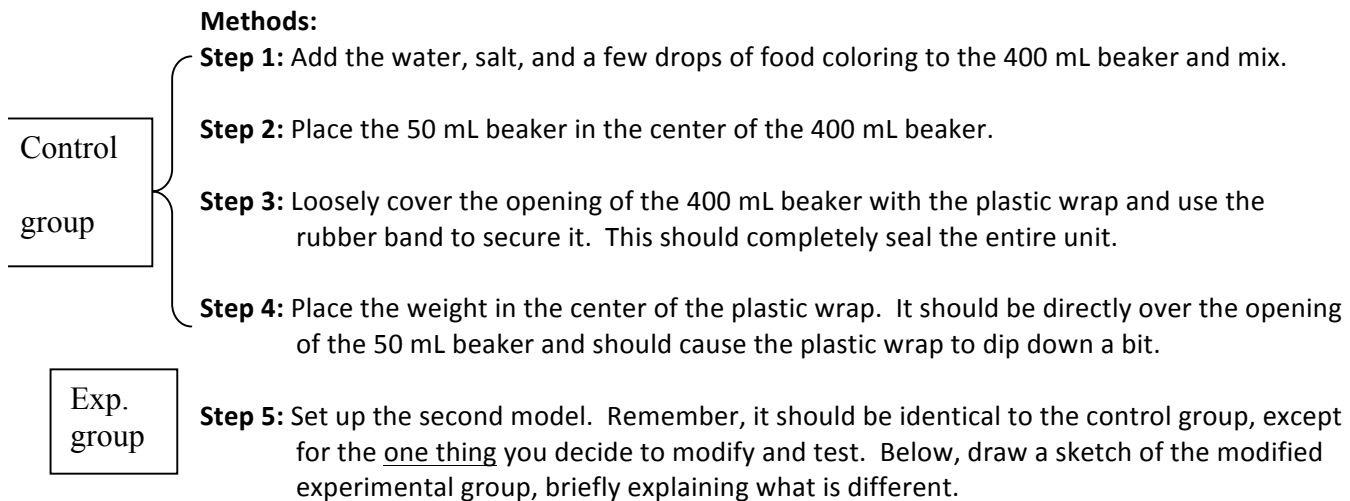 Methods:
Step 1: Add the water, salt, and a few drops of food coloring to the 400 mL beaker and mix.
Step 2: Place the 50 mL beaker in the center of the 400 mL beaker.
Control
group
Step 3: Loosely cover the opening of the 400 mL beaker with the plastic wrap and use the
rubber band to secure it. This should completely seal the entire unit.
Step 4: Place the weight in the center of the plastic wrap. It should be directly over the opening
of the 50 mL beaker and should cause the plastic wrap to dip down a bit.
Exp.
group
Step 5: Set up the second model. Remember, it should be identical to the control group, except
for the one thing you decide to modify and test. Below, draw a sketch of the modified
experimental group, briefly explaining what is different.